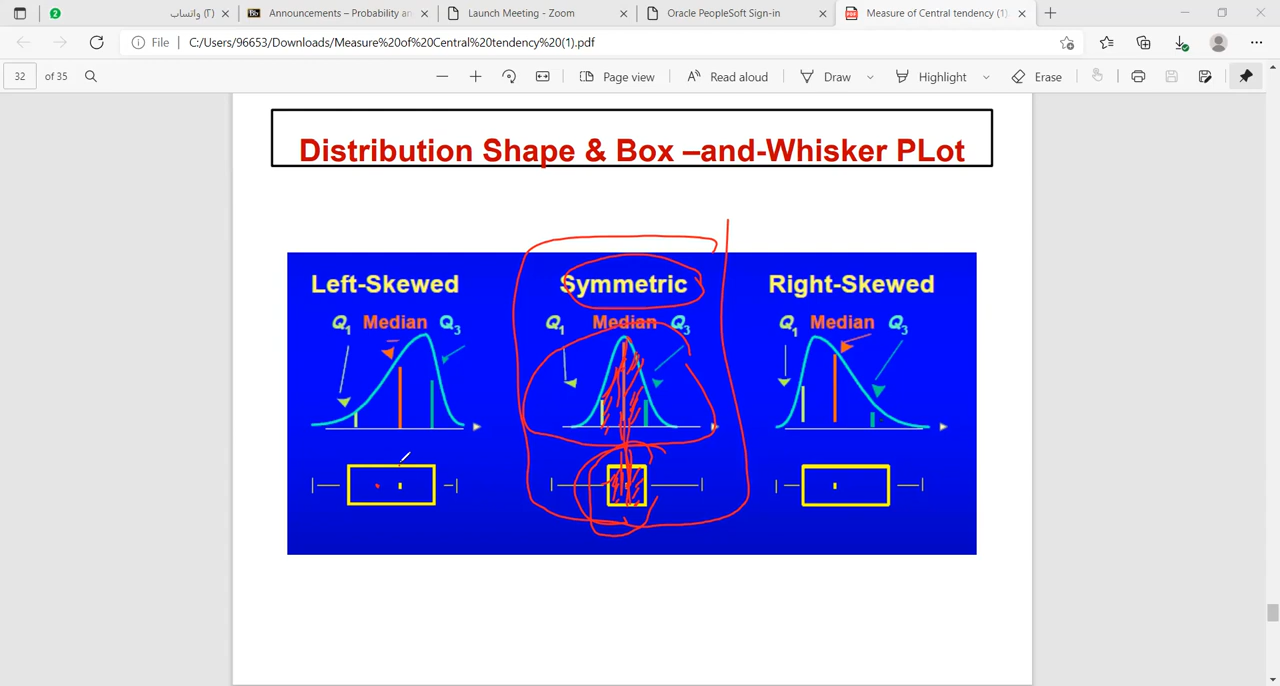 2
واتساب (٢)
Announcements – Probability an
Launch Meeting - Zoom
Oracle PeopleSoft Sign-in
Measure of Central tendency (1)
File
C:/Users/96653/Downloads/Measure%20of%20Central%20tendency%20(1).pdf
32 of 35
Page view
Read aloud
Draw
Highlight
Erase
Distribution Shape & Box –and-Whisker PLot
Left-Skewed Symmetric Right-Skewed
Q1 Median Q3 Q1 Median Q3 Q1 Median Q3